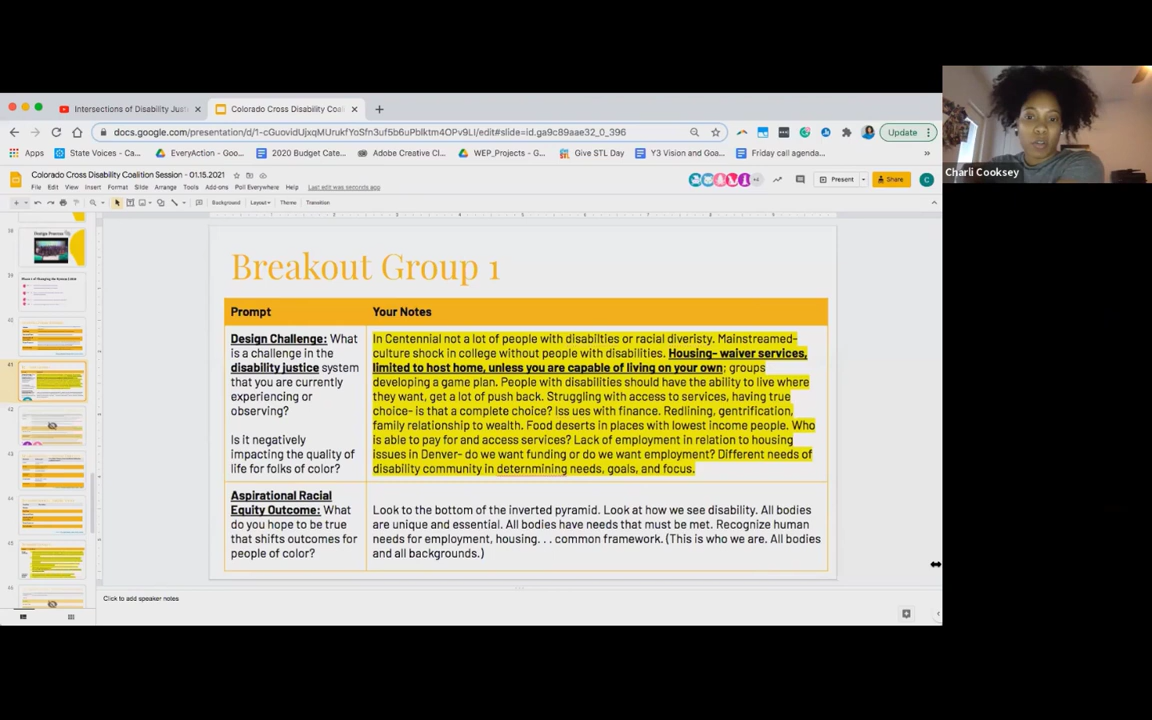 Intersections of Disability Just
Colorado Cross Disability Coali
docs.google.com/presentation/d/1-cGuovidUjxqMUrukfYoSfn3uf5b6uPblktm4OPv9LI/edit#slide=id.ga9c89aae32_0_396
Update
Apps
State Voices - Ca...
EveryAction - Goo...
2020 Budget Cate...
Adobe Creative Cl...
WEP_Projects - G...
Give STL Day
Y3 Vision and Goa...
Friday call agenda...
Charli Cooksey
Colorado Cross Disability Coalition Session - 01.15.2021
File Edit View Insert Format Slide Arrange Tools Add-ons Poll Everywhere Help Last edit was seconds ago
Present
Share
C
Background Layout Theme Transition
Breakout Group 1
Prompt
Your Notes
Design Challenge: What
is a challenge in the
disability justice system
that you are currently
experiencing or
observing?
Is it negatively
impacting the quality of
life for folks of color?
In Centennial not a lot of people with disabilties or racial diveristy. Mainstreamed-
culture shock in college without people with disabilities. Housing- waiver services,
limited to host home, unless you are capable of living on your own; groups
developing a game plan. People with disabilities should have the ability to live where
they want, get a lot of push back. Struggling with access to services, having true
choice- is that a complete choice? Iss ues with finance. Redlining, gentrification,
family relationship to wealth. Food deserts in places with lowest income people. Who
is able to pay for and access services? Lack of employment in relation to housing
issues in Denver- do we want funding or do we want employment? Different needs of
disability community in deternmining needs, goals, and focus.
Aspirational Racial
Equity Outcome: What
do you hope to be true
that shifts outcomes for
people of color?
Look to the bottom of the inverted pyramid. Look at how we see disability. All bodies
are unique and essential. All bodies have needs that must be met. Recognize human
needs for employment, housing. . . common framework. (This is who we are. All bodies
and all backgrounds.)
Click to add speaker notes